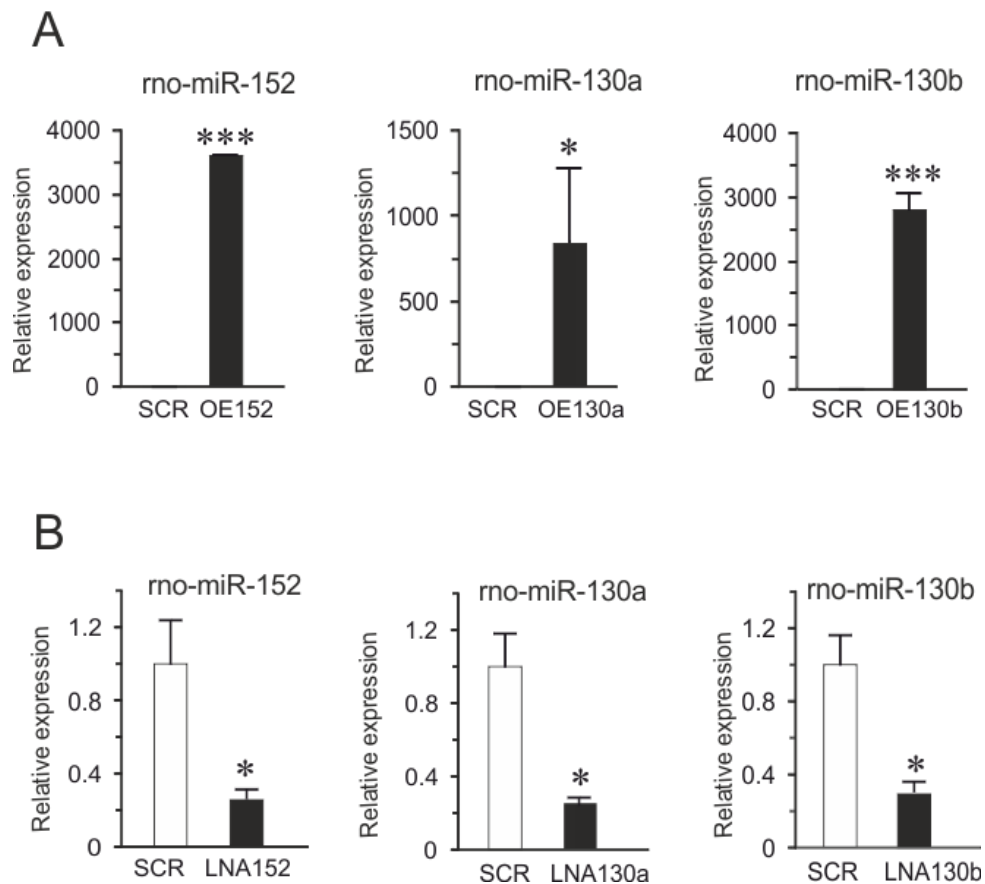 A
rno-miR-152
rno-miR-130a
rno-miR-130b
Relative expression
4000
3000
2000
1000
0
***
SCR OE152
Relative expression
1500
1000
500
0
*
SCR OE130a
Relative expression
4000
3000
2000
1000
0
***
SCR OE130b
B
rno-miR-152
rno-miR-130a
rno-miR-130b
Relative expression
1.2
0.8
0.4
0
*
SCR LNA152
Relative expression
1.2
0.8
0.4
0
*
SCR LNA130a
Relative expression
1.2
0.8
0.4
0
*
SCR LNA130b